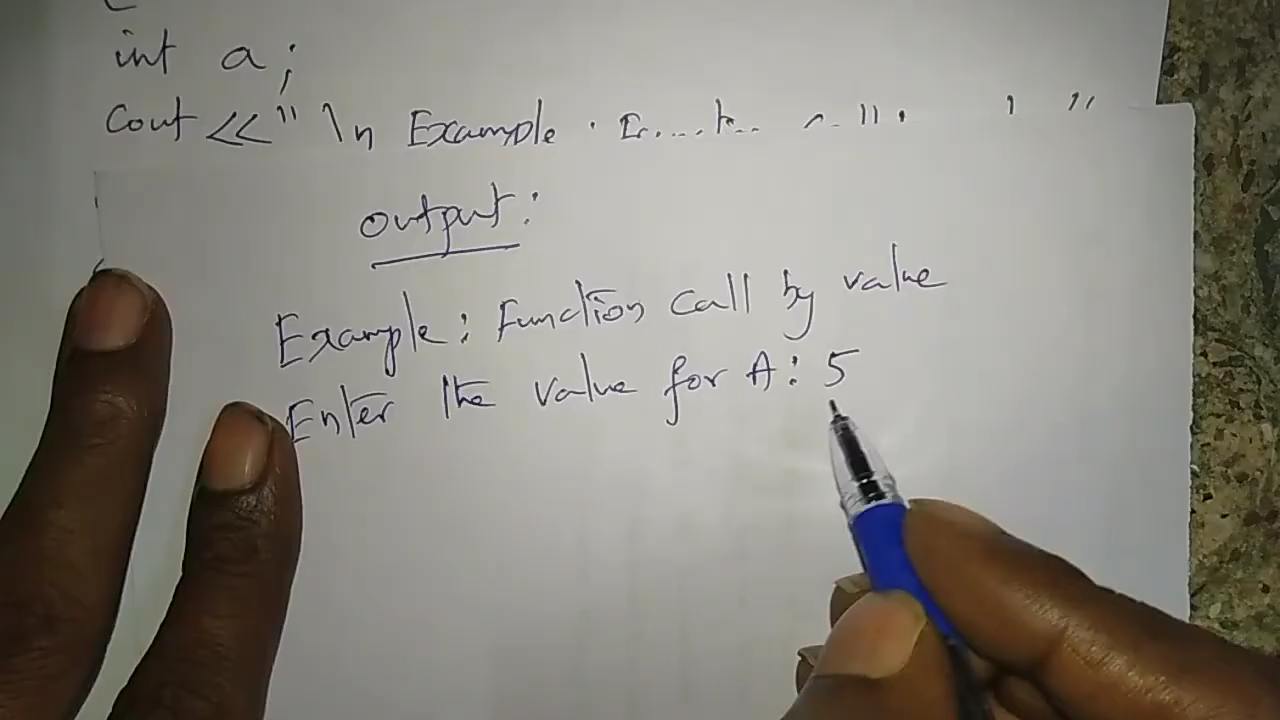 int a;
Cout <<" \n Example
Output:
Example: Function Call by value
Enter the value for A: 5